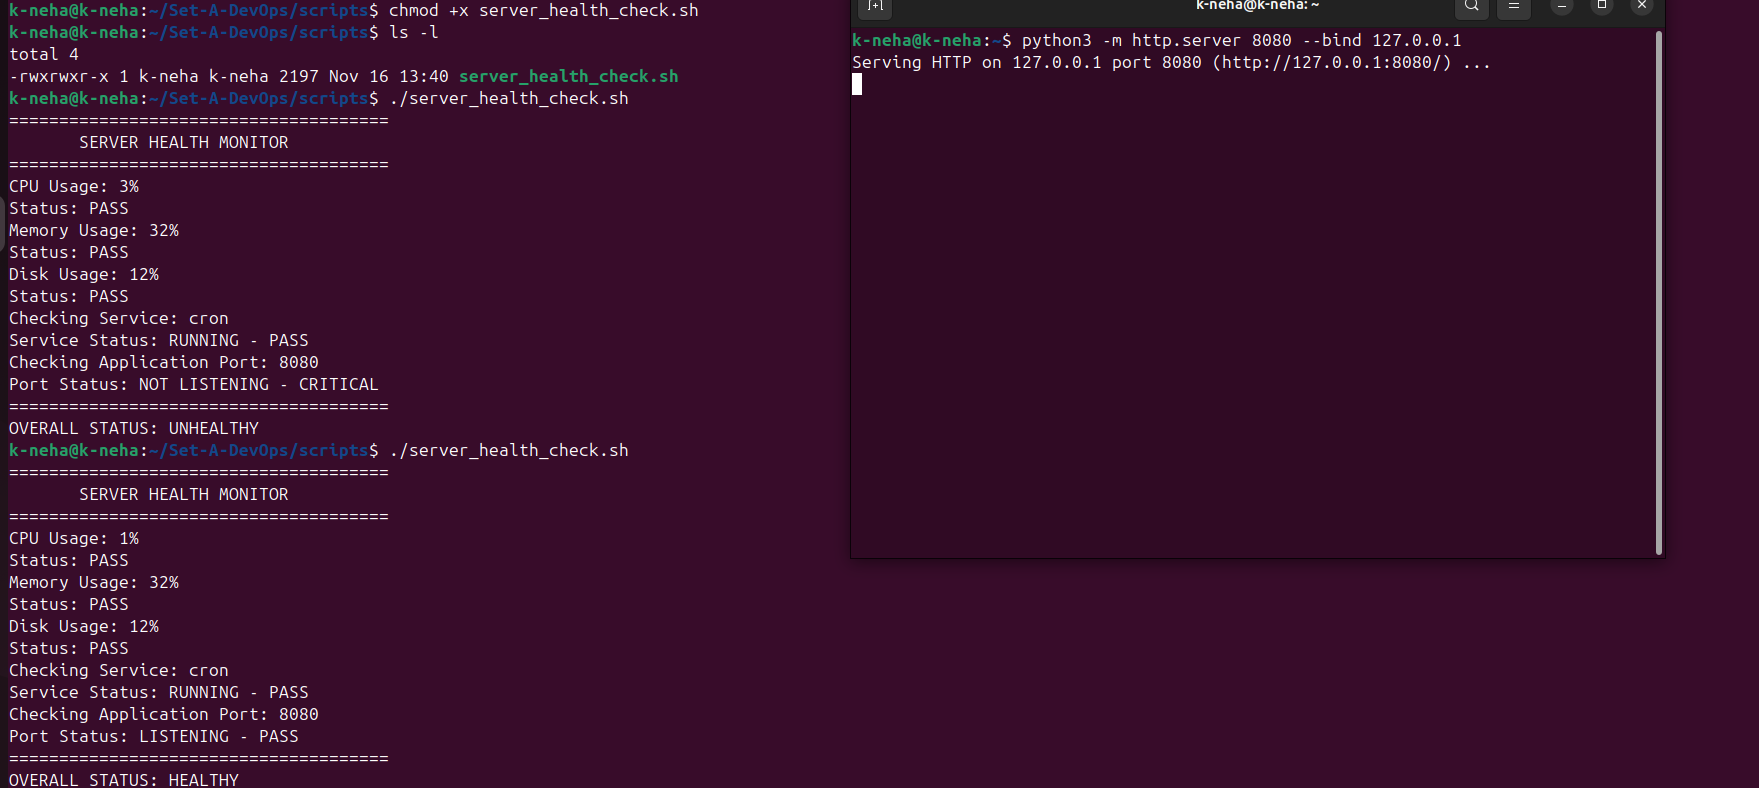 k-neha@k-neha:~/Set-A-DevOps/scripts$ chmod +x server_health_check.sh
k-neha@k-neha:~/Set-A-DevOps/scripts$ ls -l
total 4
-rwxrwxr-x 1 k-neha k-neha 2197 Nov 16 13:40 server_health_check.sh
k-neha@k-neha:~/Set-A-DevOps/scripts$ ./server_health_check.sh
======================================
       SERVER HEALTH MONITOR
======================================
CPU Usage: 3%
Status: PASS
Memory Usage: 32%
Status: PASS
Disk Usage: 12%
Status: PASS
Checking Service: cron
Service Status: RUNNING - PASS
Checking Application Port: 8080
Port Status: NOT LISTENING - CRITICAL
======================================
OVERALL STATUS: UNHEALTHY
k-neha@k-neha:~/Set-A-DevOps/scripts$ ./server_health_check.sh
======================================
       SERVER HEALTH MONITOR
======================================
CPU Usage: 1%
Status: PASS
Memory Usage: 32%
Status: PASS
Disk Usage: 12%
Status: PASS
Checking Service: cron
Service Status: RUNNING - PASS
Checking Application Port: 8080
Port Status: LISTENING - PASS
======================================
OVERALL STATUS: HEALTHY
k-neha@k-neha: ~
k-neha@k-neha:~$ python3 -m http.server 8080 --bind 127.0.0.1
Serving HTTP on 127.0.0.1 port 8080 (http://127.0.0.1:8080/) ...